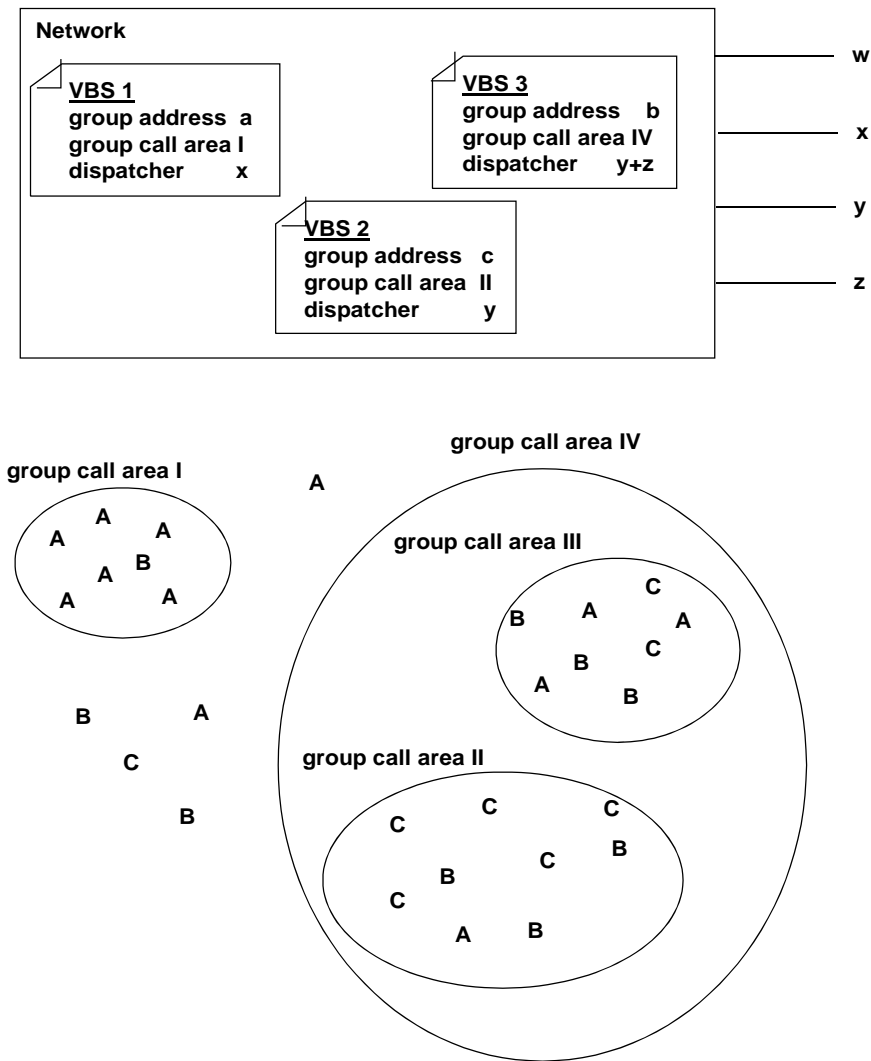 Network
VBS 1
group address a
group call area I
dispatcher x
VBS 3
group address b
group call area IV
dispatcher y+z
VBS 2
group address c
group call area II
dispatcher y
w
x
y
z
group call area IV
group call area I
A
A
A
A
A
B
A
A
group call area III
C
B
A
A
B
C
A
B
B
A
C
B
group call area II
C
C
C
C
B
B
C
A
B